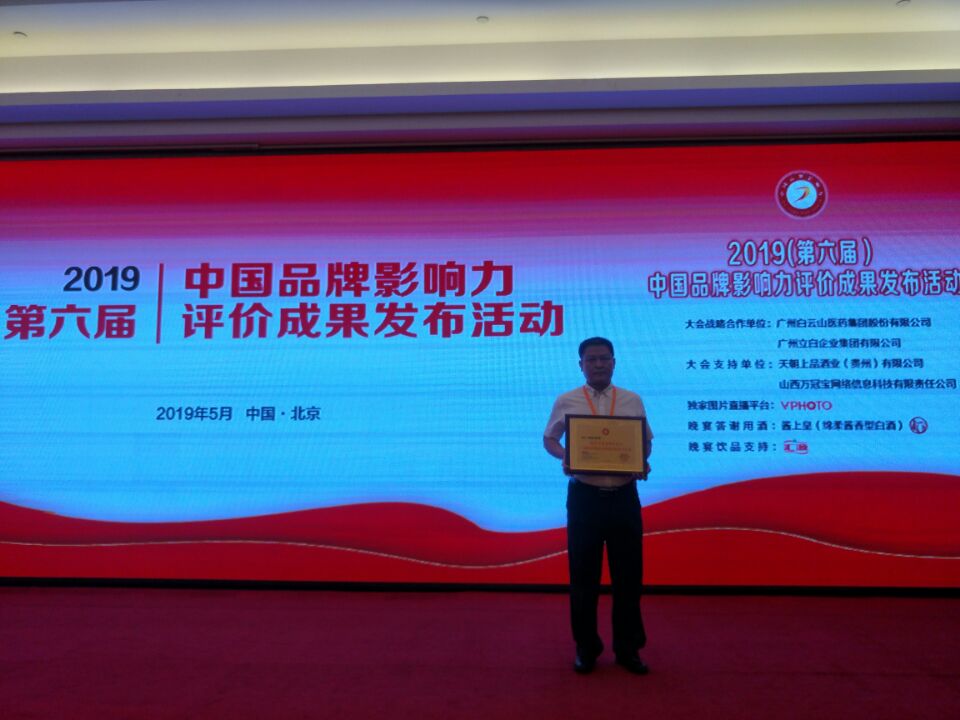 2019
第六届
中国品牌影响力
评价成果发布活动
2019年5月 中国·北京
2019(第六届)
中国品牌影响力评价成果发布活动
大会战略合作单位：广州白云山医药集团股份有限公司
广州立白企业集团有限公司
大会支持单位：天朝上品酒业（贵州）有限公司
山西万冠宝网络信息科技有限责任公司
独家图片直播平台：VPHOTO
晚宴答谢用酒：酱上皇（绵柔酱香型白酒）
晚宴饮品支持：